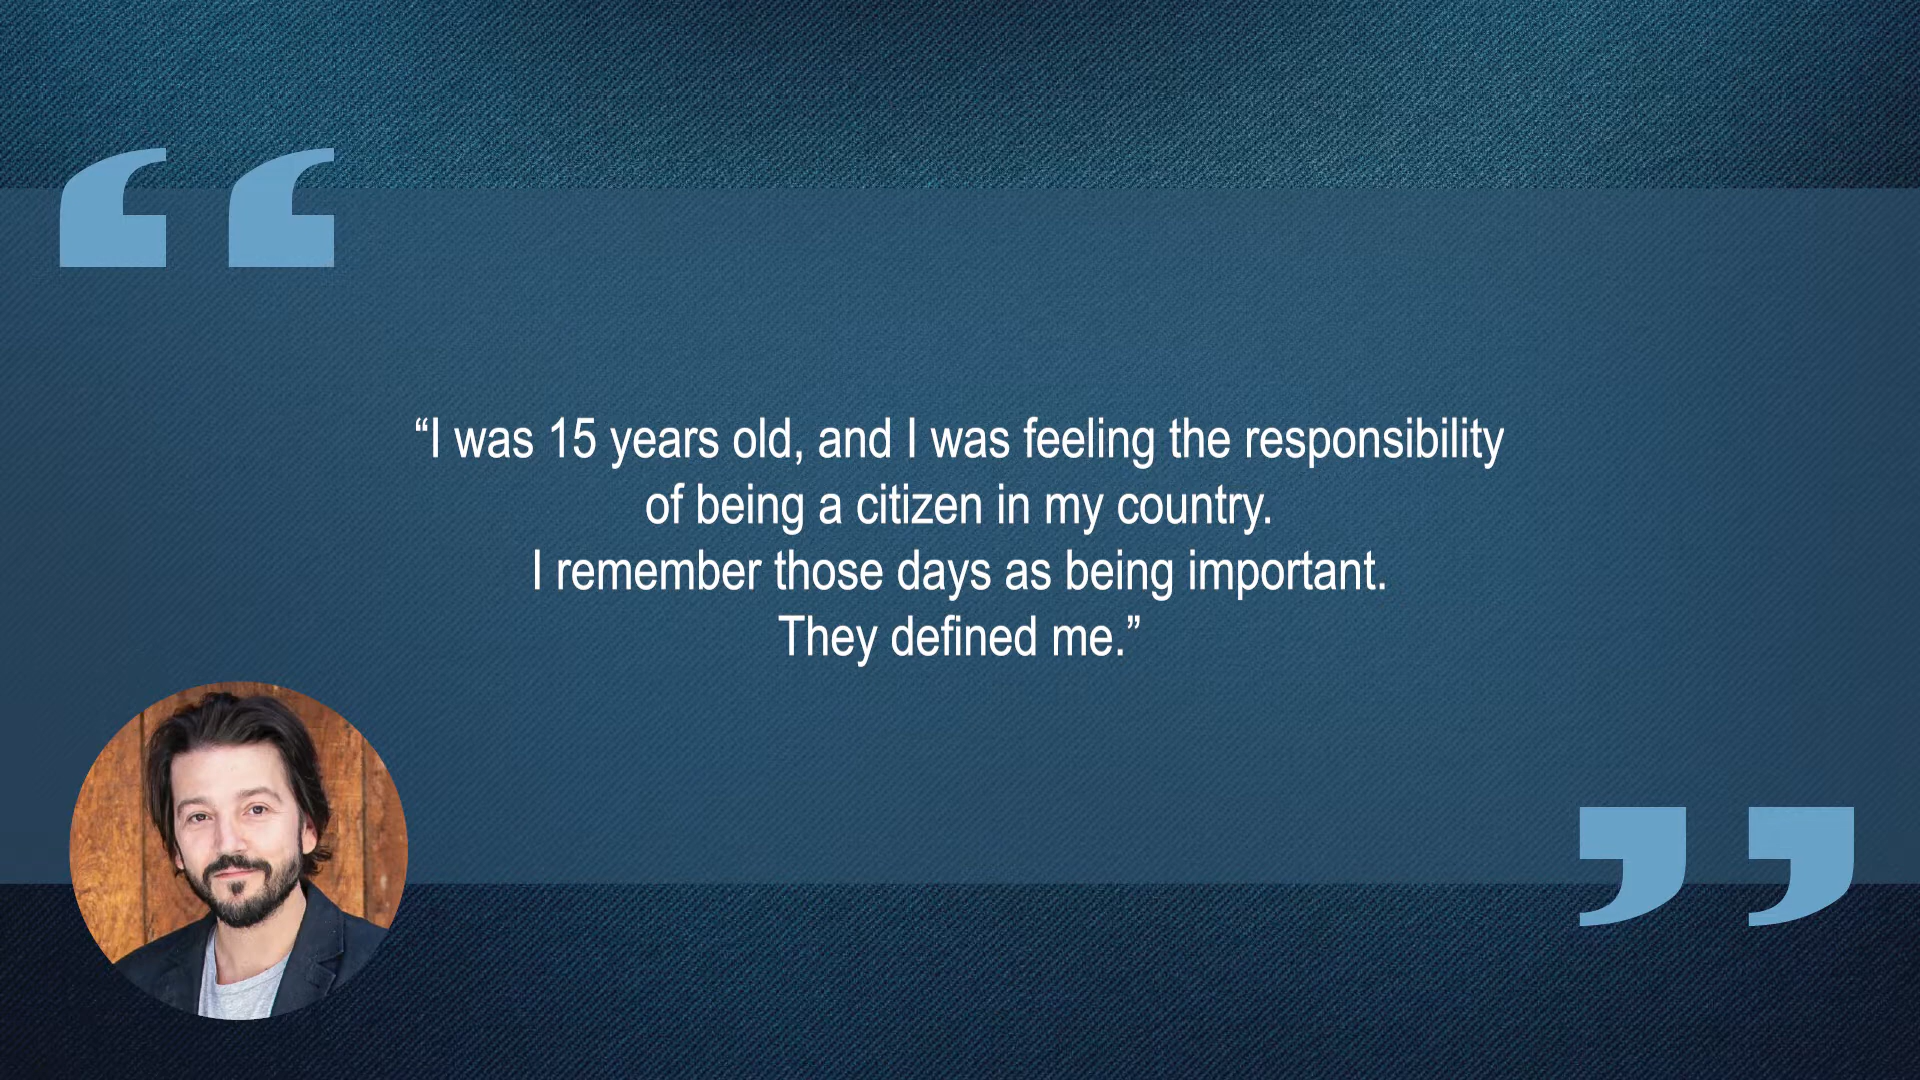 “I was 15 years old, and I was feeling the responsibility
of being a citizen in my country.
I remember those days as being important.
They defined me.”